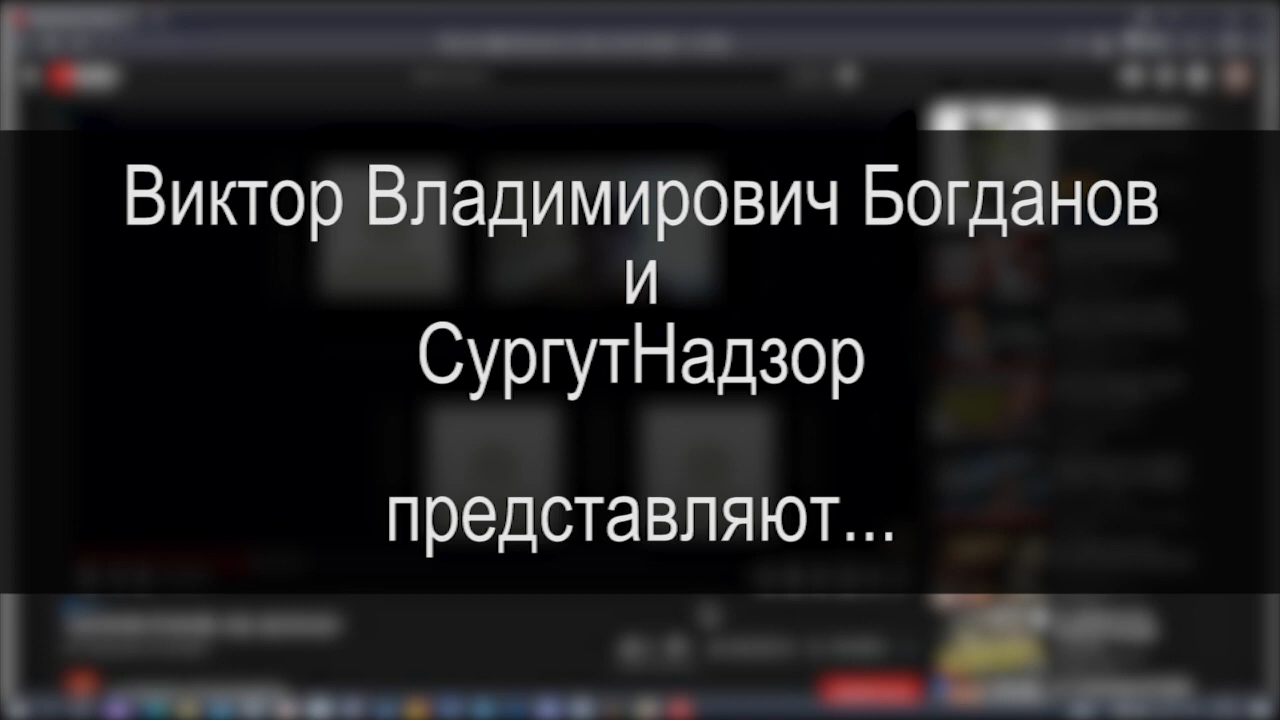 Виктор Владимирович Богданов
и
СургутНадзор
представляют...